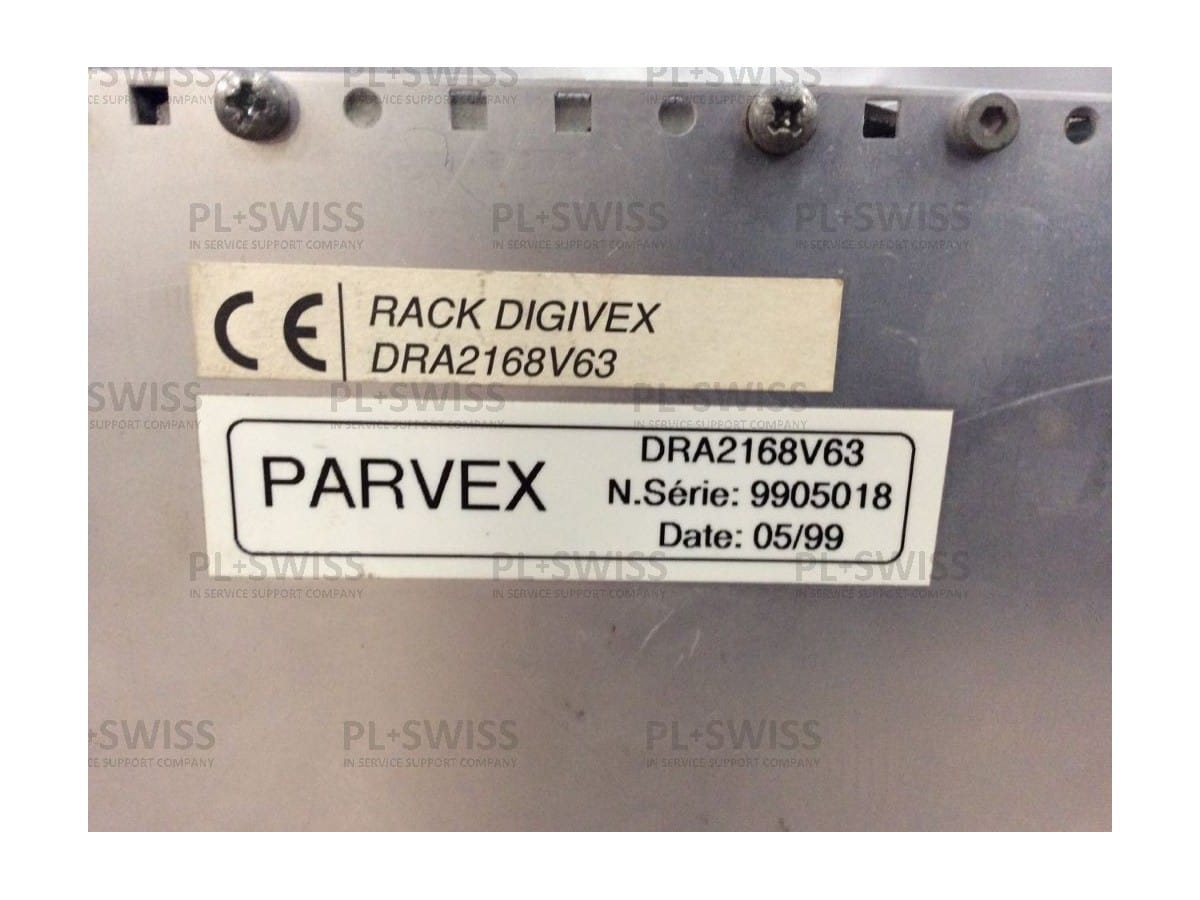 PL+SWISS
IN SERVICE SUPPORT COMPANY
CE
RACK DIGIVEX
DRA2168V63
PARVEX
DRA2168V63
N.Série: 9905018
Date: 05/99